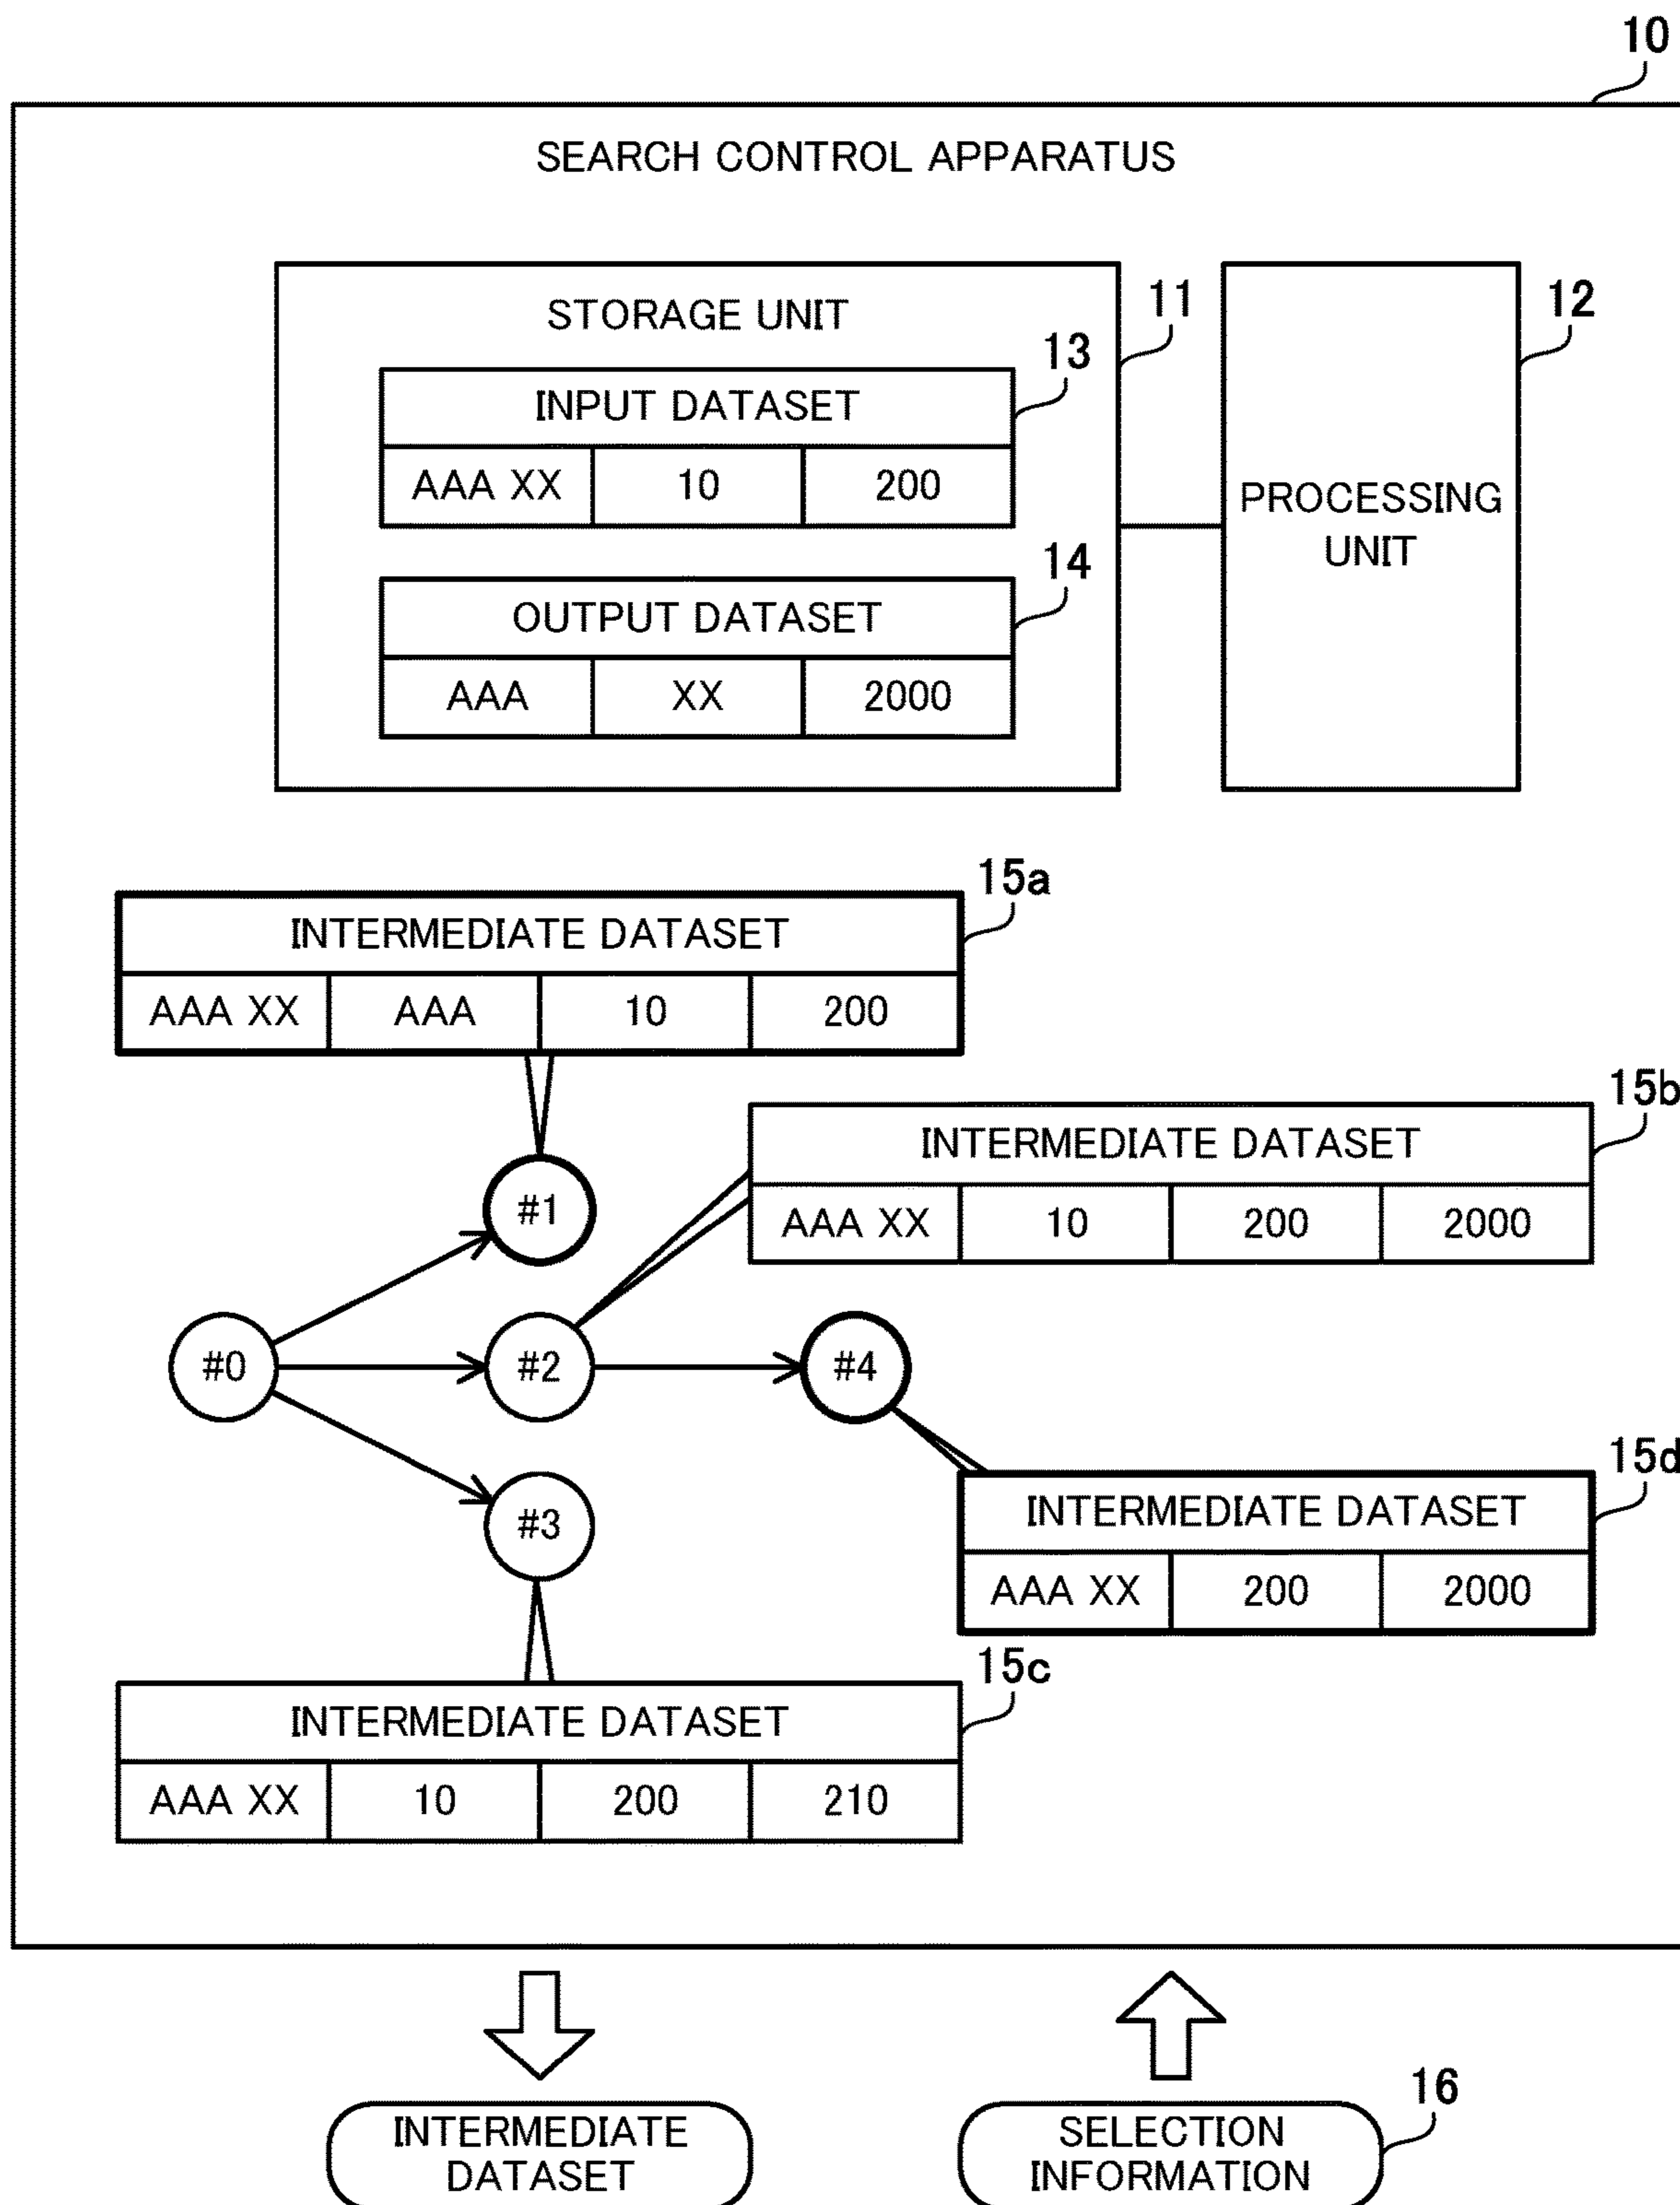 10
SEARCH CONTROL APPARATUS
STORAGE UNIT
11
12
13
INPUT DATASET
AAA XX 10 200
PROCESSING
UNIT
14
OUTPUT DATASET
AAA XX 2000
15a
INTERMEDIATE DATASET
AAA XX AAA 10 200
15b
INTERMEDIATE DATASET
AAA XX 10 200 2000
#1
#0 #2 #4
#3
15d
INTERMEDIATE DATASET
AAA XX 200 2000
15c
INTERMEDIATE DATASET
AAA XX 10 200 210
INTERMEDIATE
DATASET
16
SELECTION
INFORMATION